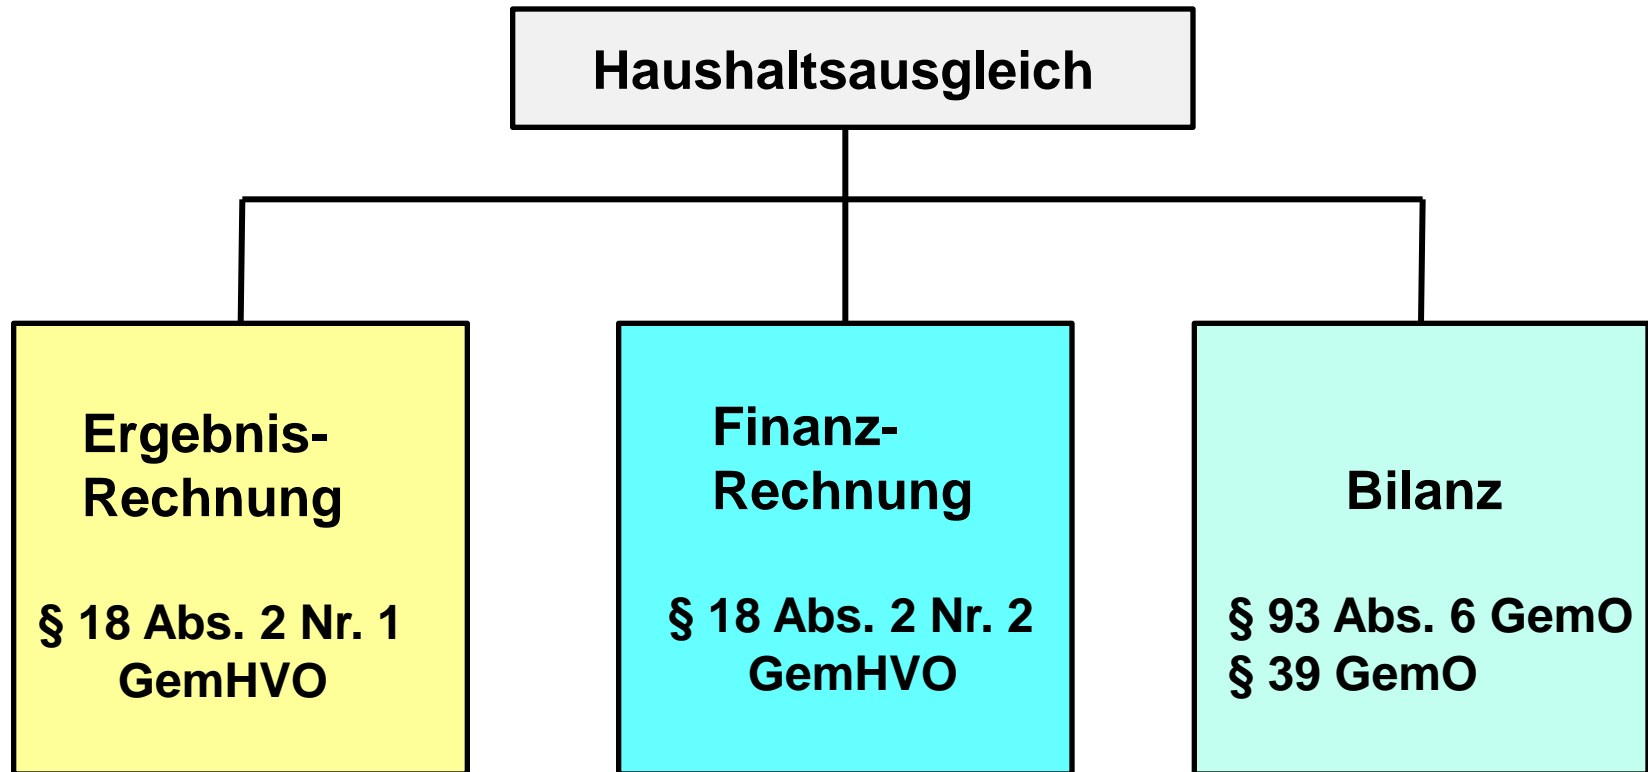 Haushaltsausgleich
Ergebnis-
Rechnung
§ 18 Abs. 2 Nr. 1
GemHVO
Finanz-
Rechnung
§ 18 Abs. 2 Nr. 2
GemHVO
Bilanz
§ 93 Abs. 6 GemO
§ 39 GemO